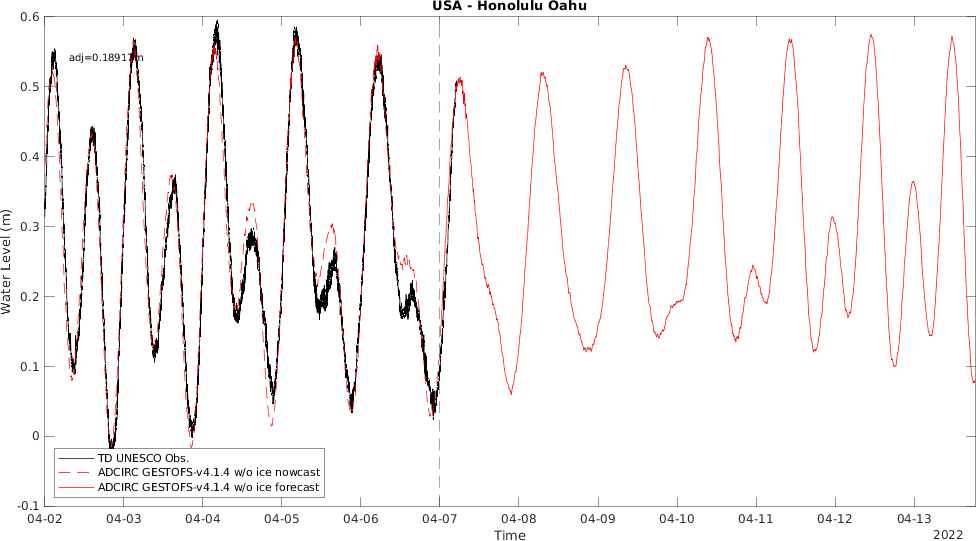 USA - Honolulu Oahu
0.6
adj=0.18917m
0.5
0.4
0.3
0.2
0.1
0
-0.1
Water Level (m)
TD UNESCO Obs.
ADCIRC GESTOFS-v4.1.4 w/o ice nowcast
ADCIRC GESTOFS-v4.1.4 w/o ice forecast
04-02 04-03 04-04 04-05 04-06 04-07 04-08 04-09 04-10 04-11 04-12 04-13
Time
2022